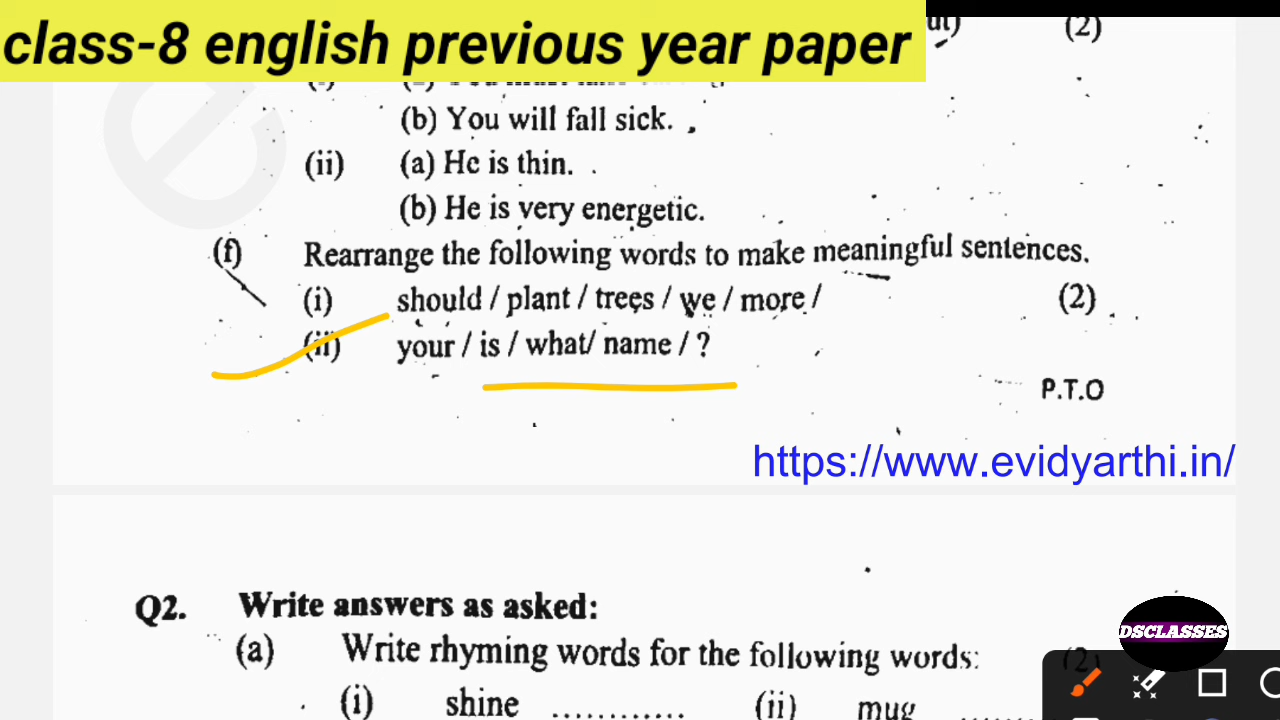 class-8 english previous year paper
(2)
(b) You will fall sick.
(ii) (a) He is thin.
(b) He is very energetic.
(f) Rearrange the following words to make meaningful sentences.
(i) should / plant / trees / we / more / (2)
(ii) your / is / what/ name / ?
P.T.O
https://www.evidyarthi.in/
Q2. Write answers as asked:
DSCLASSES
(a) Write rhyming words for the following words: (2)
(i) shine ............ (ii) mug